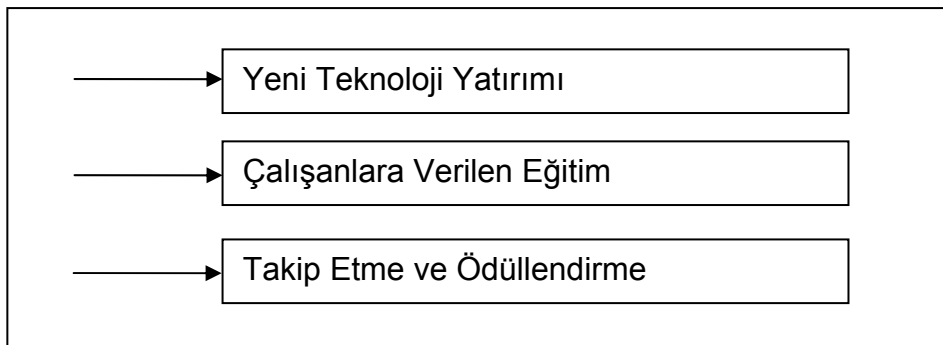 Yeni Teknoloji Yatırımı
Çalışanlara Verilen Eğitim
Takip Etme ve Ödüllendirme